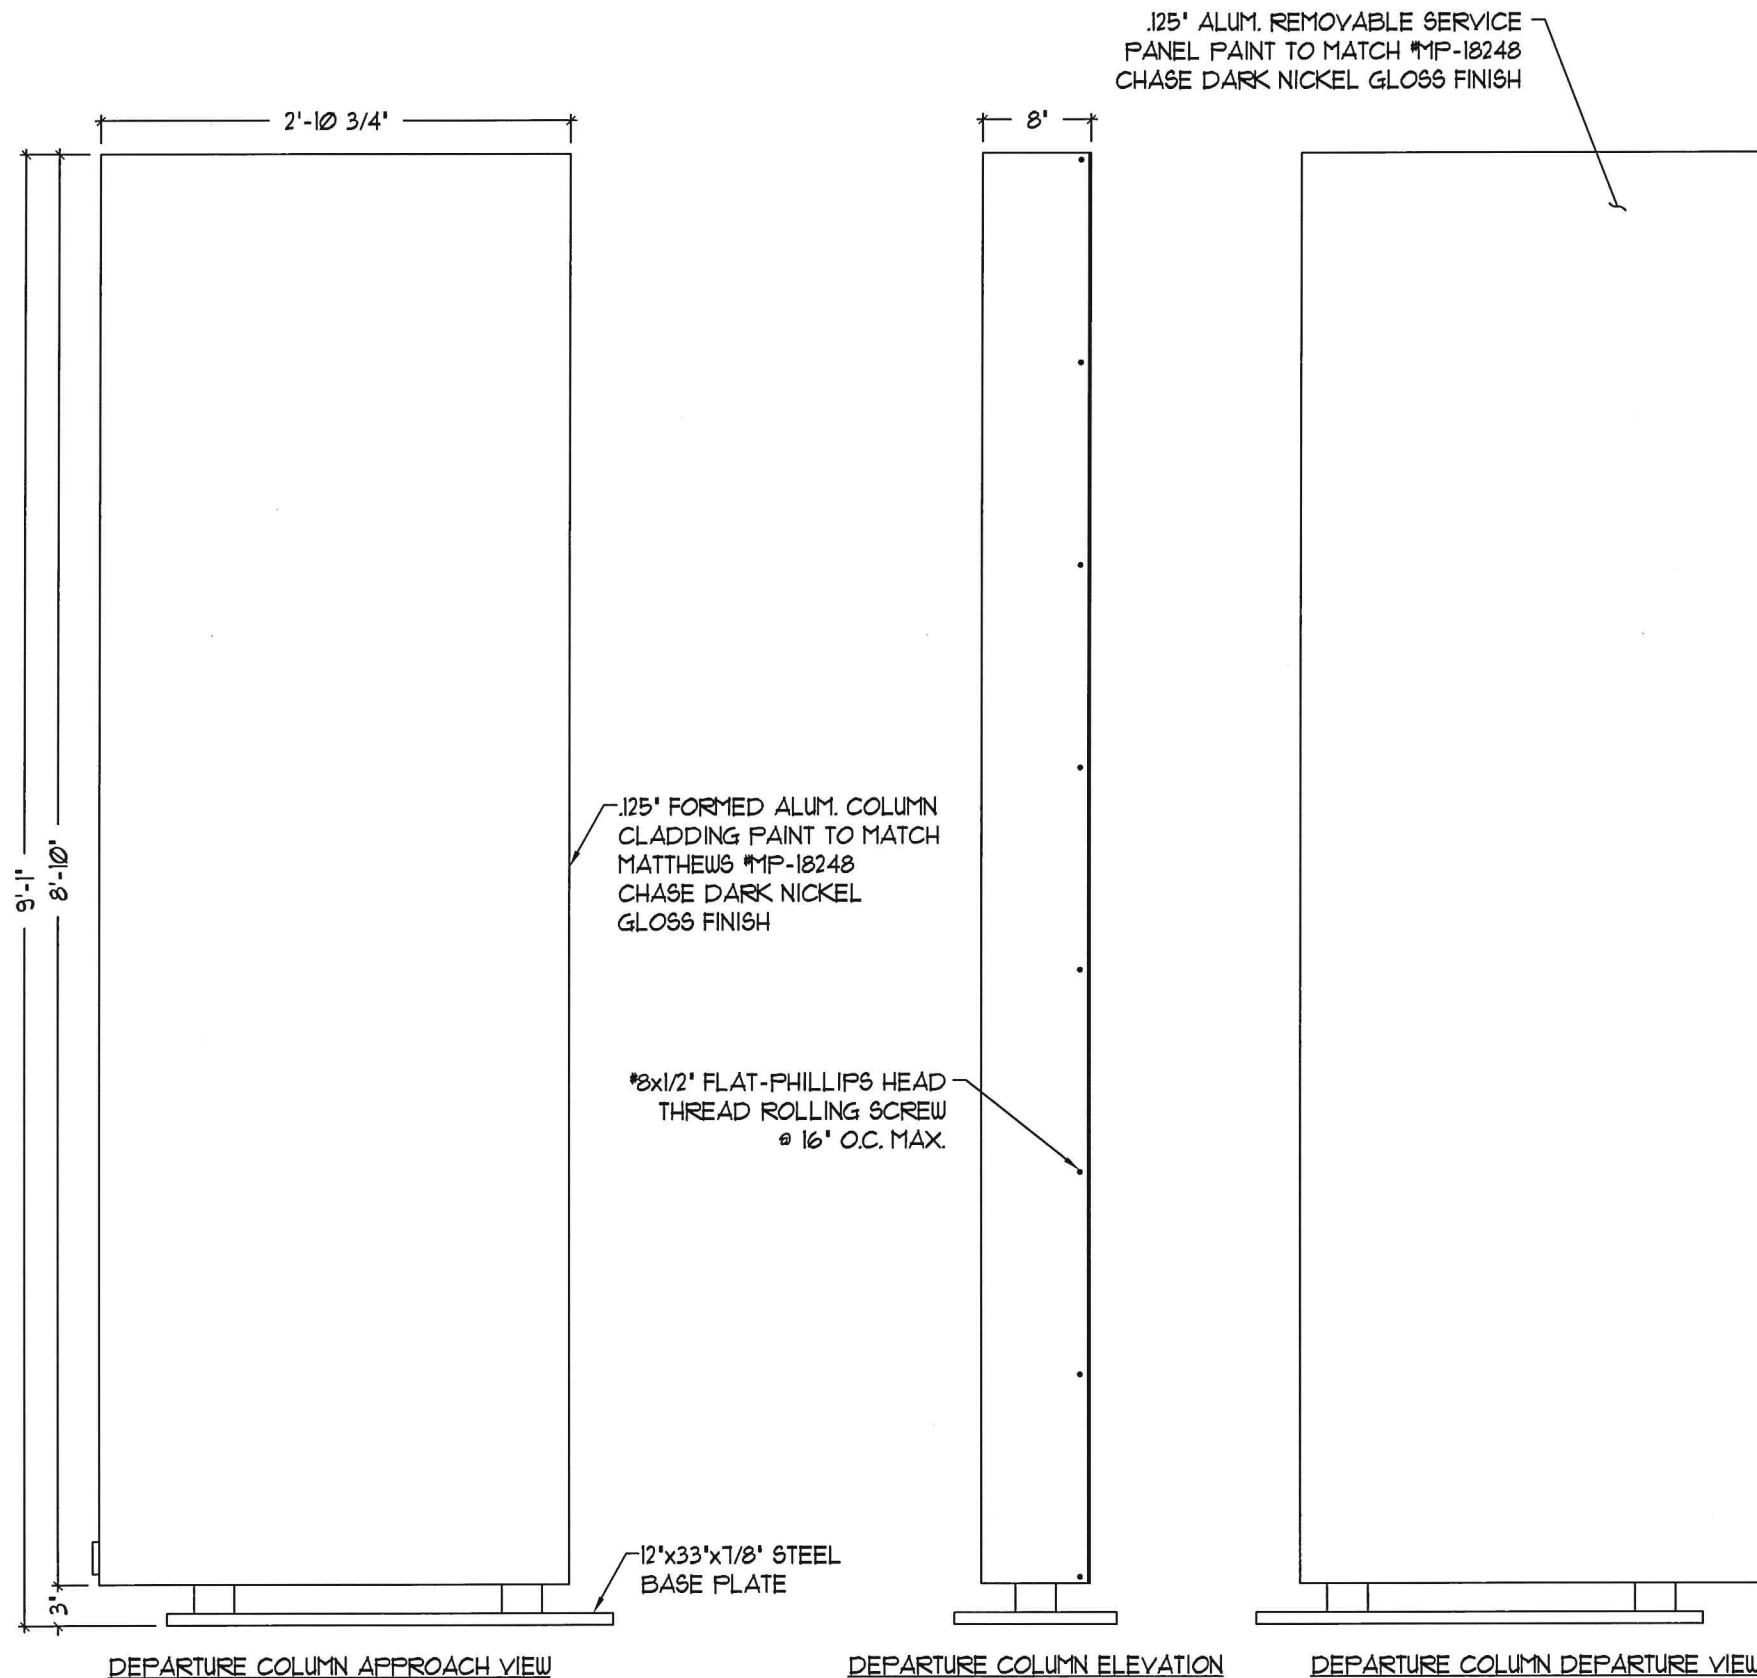 .125" ALUM. REMOVABLE SERVICE
PANEL PAINT TO MATCH #MP-18248
CHASE DARK NICKEL GLOSS FINISH
2'-10 3/4"
8"
9'-1"
8'-10"
3"
.125" FORMED ALUM. COLUMN
CLADDING PAINT TO MATCH
MATTHEWS #MP-18248
CHASE DARK NICKEL
GLOSS FINISH
#8x1/2" FLAT-PHILLIPS HEAD
THREAD ROLLING SCREW
@ 16" O.C. MAX.
12"x33"x7/8" STEEL
BASE PLATE
DEPARTURE COLUMN APPROACH VIEW
DEPARTURE COLUMN ELEVATION
DEPARTURE COLUMN DEPARTURE VIEW